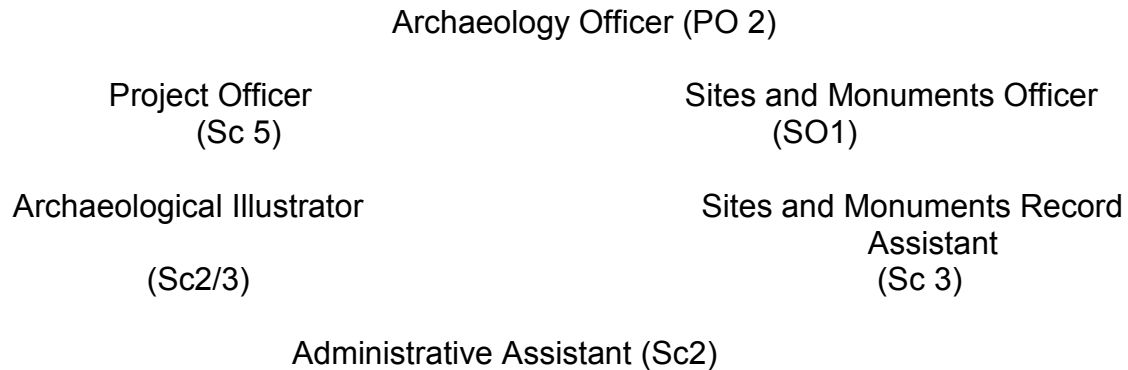 Archaeology Officer (PO 2)
Project Officer
(Sc 5)
Sites and Monuments Officer
(SO1)
Archaeological Illustrator
(Sc2/3)
Sites and Monuments Record
Assistant
(Sc 3)
Administrative Assistant (Sc2)